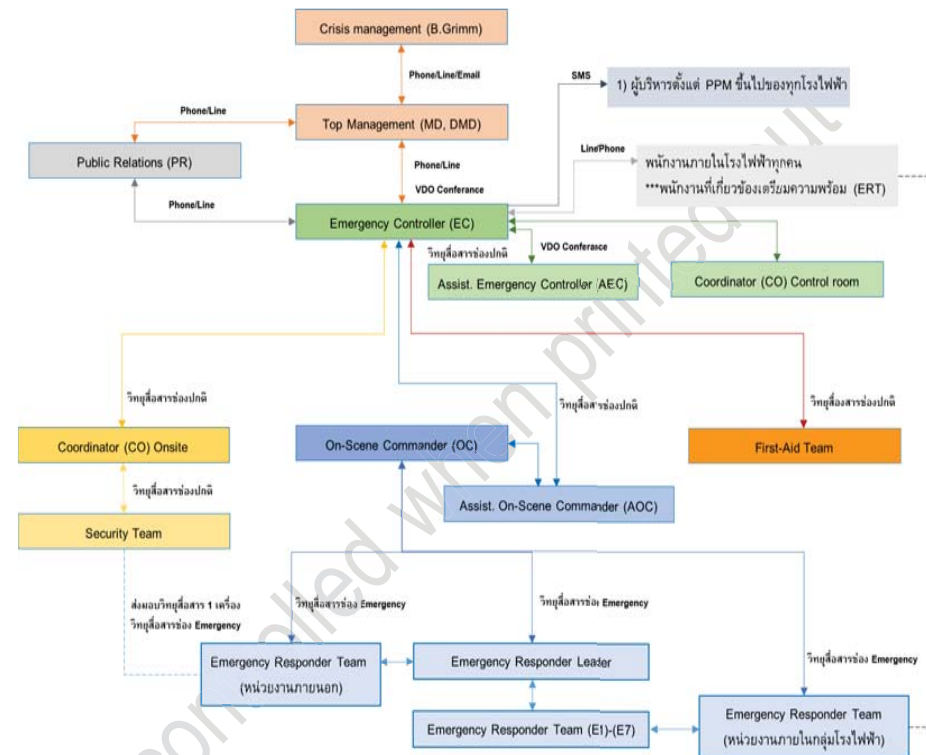 Crisis management (B.Grimm)
Phone/Line/Email
SMS
1) ผู้บริหารตั้งแต่ PPM ขึ้นไปของทุกโรงไฟฟ้า
Phone/Line
Top Management (MD, DMD)
Line/Phone
Public Relations (PR)
Phone/Line
พนักงานภายในโรงไฟฟ้าทุกคน
***พนักงานที่เกี่ยวข้องเตรียมความพร้อม (ERT)
VDO Conferance
Phone/Line
Emergency Controller (EC)
วิทยุสื่อสารช่องปกติ
VDO Conferance
Assist. Emergency Controller (AEC)
Coordinator (CO) Control room
วิทยุสื่อสารช่องปกติ
วิทยุสื่อสารช่องปกติ
วิทยุสื่องสารช่องปกติ
Coordinator (CO) Onsite
On-Scene Commander (OC)
First-Aid Team
วิทยุสื่อสารช่องปกติ
Assist. On-Scene Commander (AOC)
Security Team
ส่งมอบวิทยุสื่อสาร 1 เครื่อง
วิทยุสื่อสารช่อง Emergency
วิทยุสื่อสารช่อง Emergency
วิทยุสื่อสารช่อง Emergency
วิทยุสื่อสารช่อง Emergency
Emergency Responder Team
(หน่วยงานภายนอก)
Emergency Responder Leader
Emergency Responder Team (E1)-(E7)
Emergency Responder Team
(หน่วยงานภายในกลุ่มโรงไฟฟ้า)
controlled when printed out